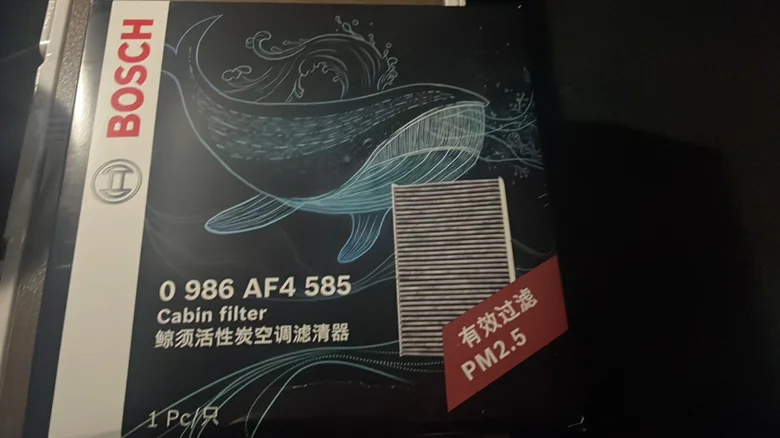 BOSCH
0 986 AF4 585
Cabin filter
鲸须活性炭空调滤清器
有效过滤
PM2.5
1 Pc/只